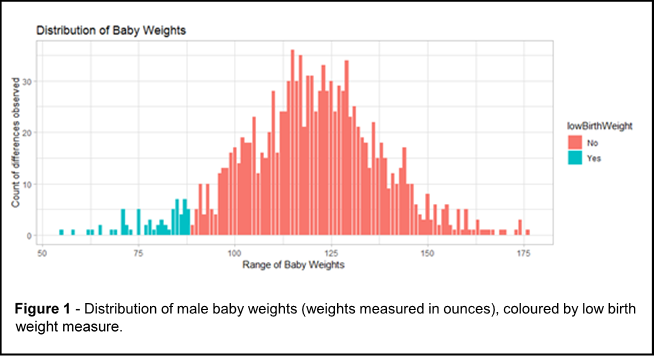 Distribution of Baby Weights
Count of differences observed
30
20
10
0
50
75
100
125
150
175
Range of Baby Weights
lowBirthWeight
No
Yes
Figure 1 - Distribution of male baby weights (weights measured in ounces), coloured by low birth
weight measure.